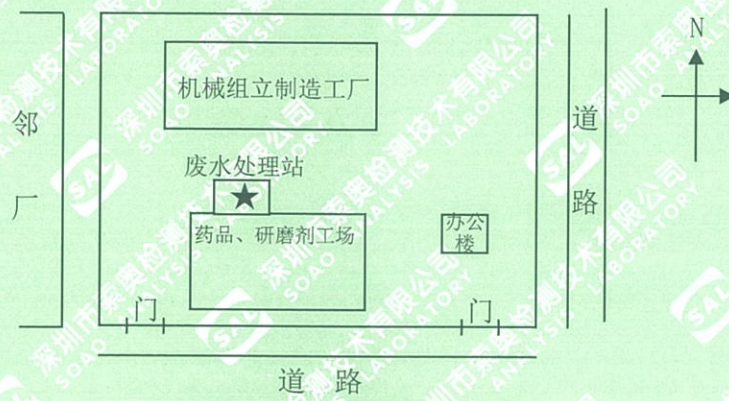 N
机械组立制造工厂
邻厂
道路
废水处理站
药品、研磨剂工场
办公楼
门
门
道 路
深圳市索奥检测技术有限公司
SOAO ANALYSIS LABORATORY
SAL